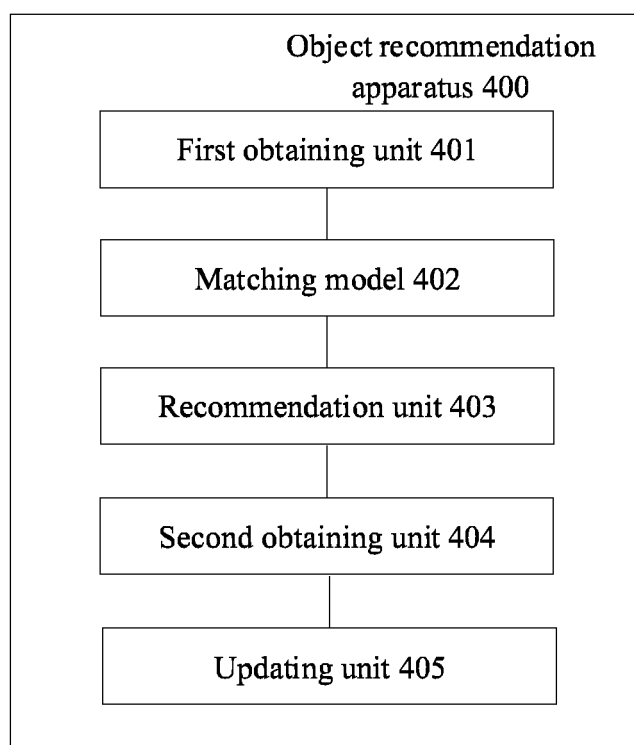 Object recommendation
apparatus 400
First obtaining unit 401
Matching model 402
Recommendation unit 403
Second obtaining unit 404
Updating unit 405